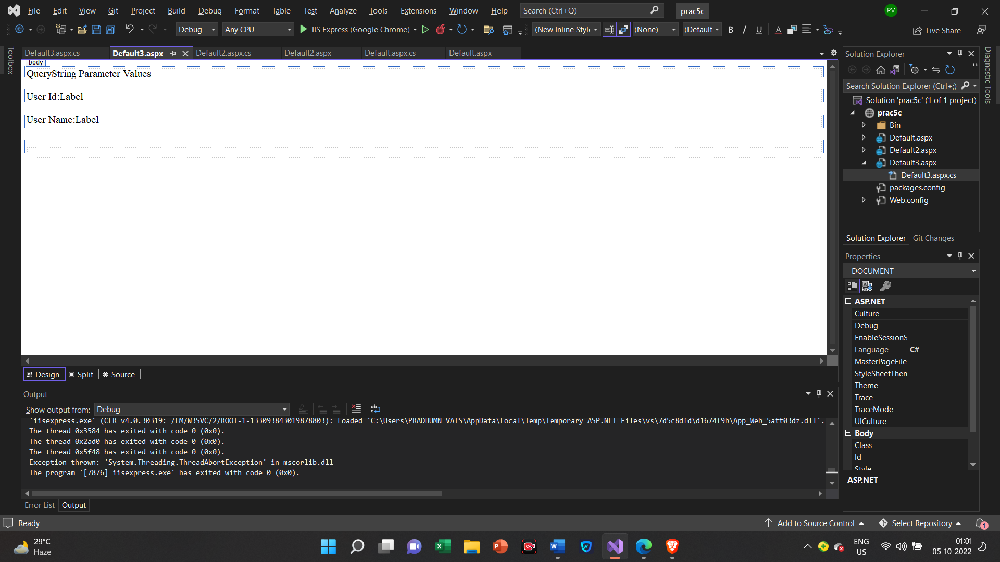 File Edit View Git Project Build Debug Format Table Test Analyze Tools Extensions Window Help Search (Ctrl+Q) prac5c PV
Debug Any CPU IIS Express (Google Chrome) (New Inline Style (None) (Default B I U A Live Share
Toolbox
Default3.aspx.cs Default3.aspx Default2.aspx.cs Default2.aspx Default.aspx.cs Default.aspx
body
QueryString Parameter Values
User Id:Label
User Name:Label
Design Split Source
Output
Show output from: Debug
'iisexpress.exe' (CLR v4.0.30319: /LM/W3SVC/2/ROOT-1-133093843019878803): Loaded 'C:\Users\PRADHUMN VATS\AppData\Local\Temp\Temporary ASP.NET Files\vs\7d5c8dfd\d1674f9b\App_Web_5att03dz.dll'.
The thread 0x3584 has exited with code 0 (0x0).
The thread 0x2ad0 has exited with code 0 (0x0).
The thread 0x5f48 has exited with code 0 (0x0).
Exception thrown: 'System.Threading.ThreadAbortException' in mscorlib.dll
The program '[7876] iisexpress.exe' has exited with code 0 (0x0).
Error List Output
Solution Explorer
Search Solution Explorer (Ctrl+;)
Solution 'prac5c' (1 of 1 project)
prac5c
Bin
Default.aspx
Default2.aspx
Default3.aspx
Default3.aspx.cs
packages.config
Web.config
Solution Explorer Git Changes
Properties
DOCUMENT
ASP.NET
Culture
Debug
EnableSessionS
Language C#
MasterPageFile
StyleSheetThem
Theme
Trace
TraceMode
UICulture
Body
Class
Id
Style
ASP.NET
Diagnostic Tools
Ready Add to Source Control Select Repository 1
29°C
Haze
ENG
US
01:01
05-10-2022